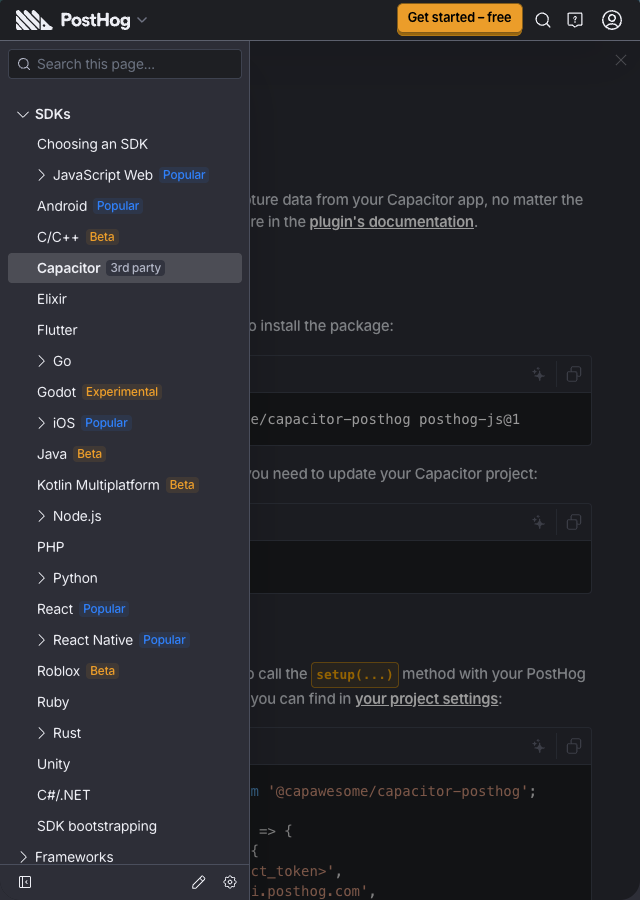 PostHog
Get started – free
Search this page...
SDKs
Choosing an SDK
JavaScript Web Popular
Android Popular
C/C++ Beta
Capacitor 3rd party
Elixir
Flutter
Go
Godot Experimental
iOS Popular
Java Beta
Kotlin Multiplatform Beta
Node.js
PHP
Python
React Popular
React Native Popular
Roblox Beta
Ruby
Rust
Unity
C#/.NET
SDK bootstrapping
Frameworks
data from your Capacitor app, no matter the
in the plugin's documentation.
install the package:
/capacitor-posthog posthog-js@1
you need to update your Capacitor project:
call the setup(...) method with your PostHog
you can find in your project settings:
'@capawesome/capacitor-posthog';
=> {
{
ct_token>',
i.posthog.com',